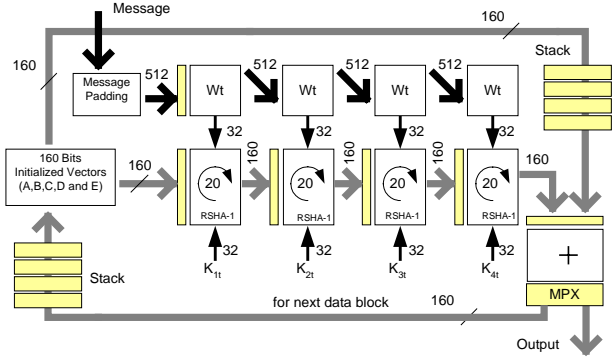 Message
160
Stack
160
512
512
512
512
Message
Padding
Wt
Wt
Wt
Wt
32
32
32
32
160 Bits
Initialized Vectors
(A,B,C,D and E)
160
20
RSHA-1
160
20
RSHA-1
160
20
RSHA-1
160
20
RSHA-1
160
32
32
32
32
K1t
K2t
K3t
K4t
+
MPX
Stack
for next data block
160
Output